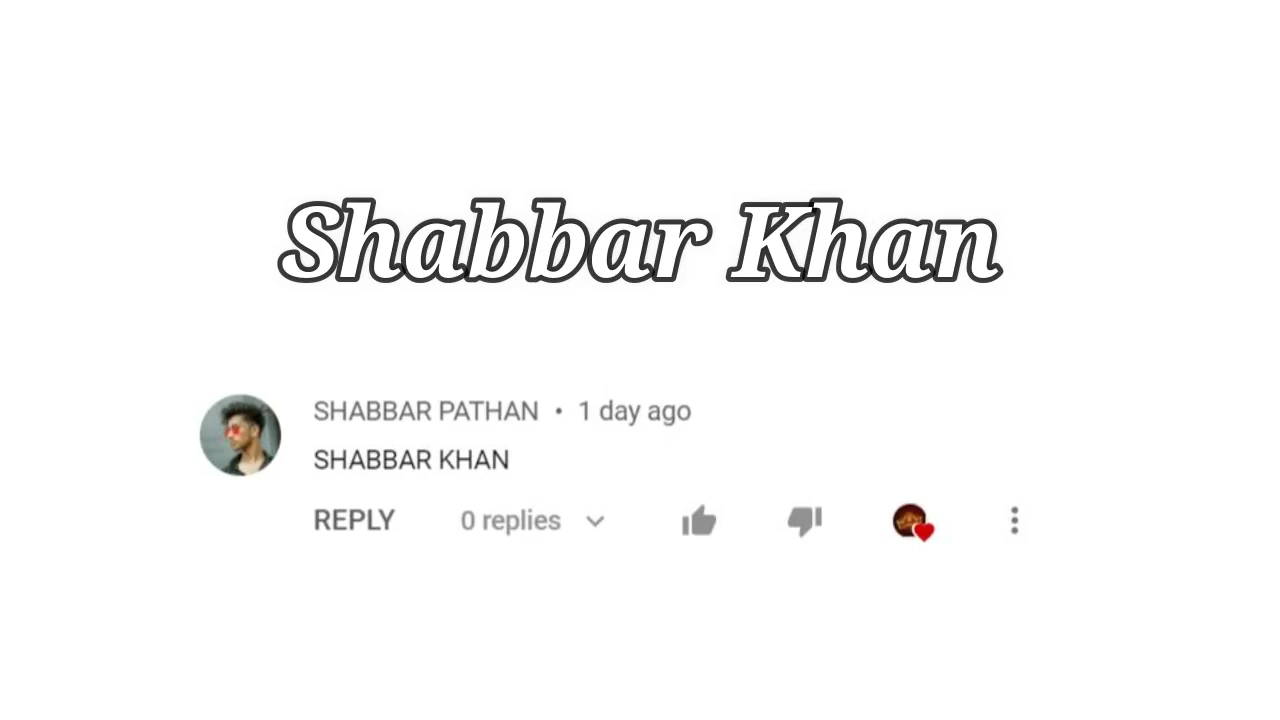 Shabbar Khan
SHABBAR PATHAN • 1 day ago
SHABBAR KHAN
REPLY 0 replies